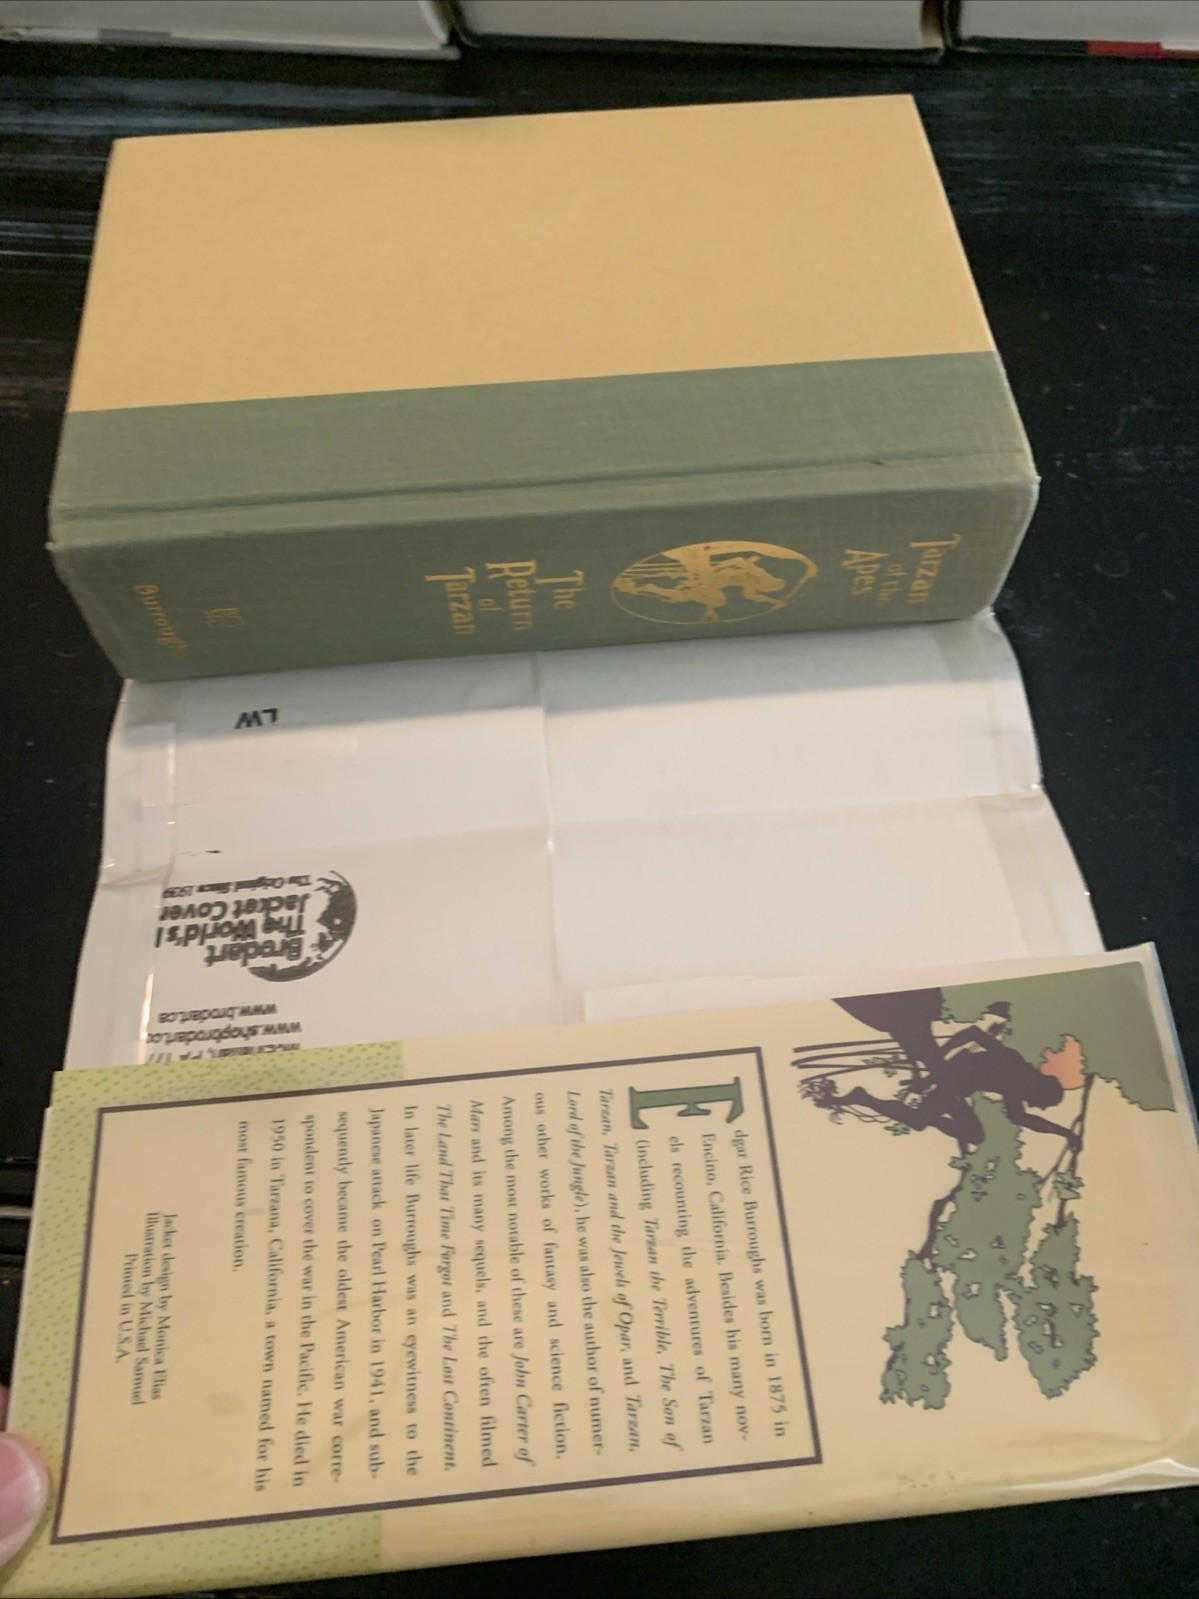 Tarzan
of the
Apes
The
Return
of
Tarzan
Burroughs
LW
Brodart
The World's
Jacket Cover
The Original Since 1939
www.brodart.ca
www.shopbrodart.co
Edgar Rice Burroughs was born in 1875 in
Encino, California. Besides his many nov-
els recounting the adventures of Tarzan
(including Tarzan the Terrible, The Son of
Tarzan, Tarzan and the Jewels of Opar, and Tarzan,
Lord of the Jungle), he was also the author of numer-
ous other works of fantasy and science fiction.
Among the most notable of these are John Carter of
Mars and its many sequels, and the often filmed
The Land That Time Forgot and The Lost Continent.
In later life Burroughs was an eyewitness to the
Japanese attack on Pearl Harbor in 1941, and sub-
sequently became the oldest American war corre-
spondent to cover the war in the Pacific. He died in
1950 in Tarzana, California, a town named for his
most famous creation.
Jacket design by Monica Elias
Illustration by Michael Samuel
Printed in U.S.A.